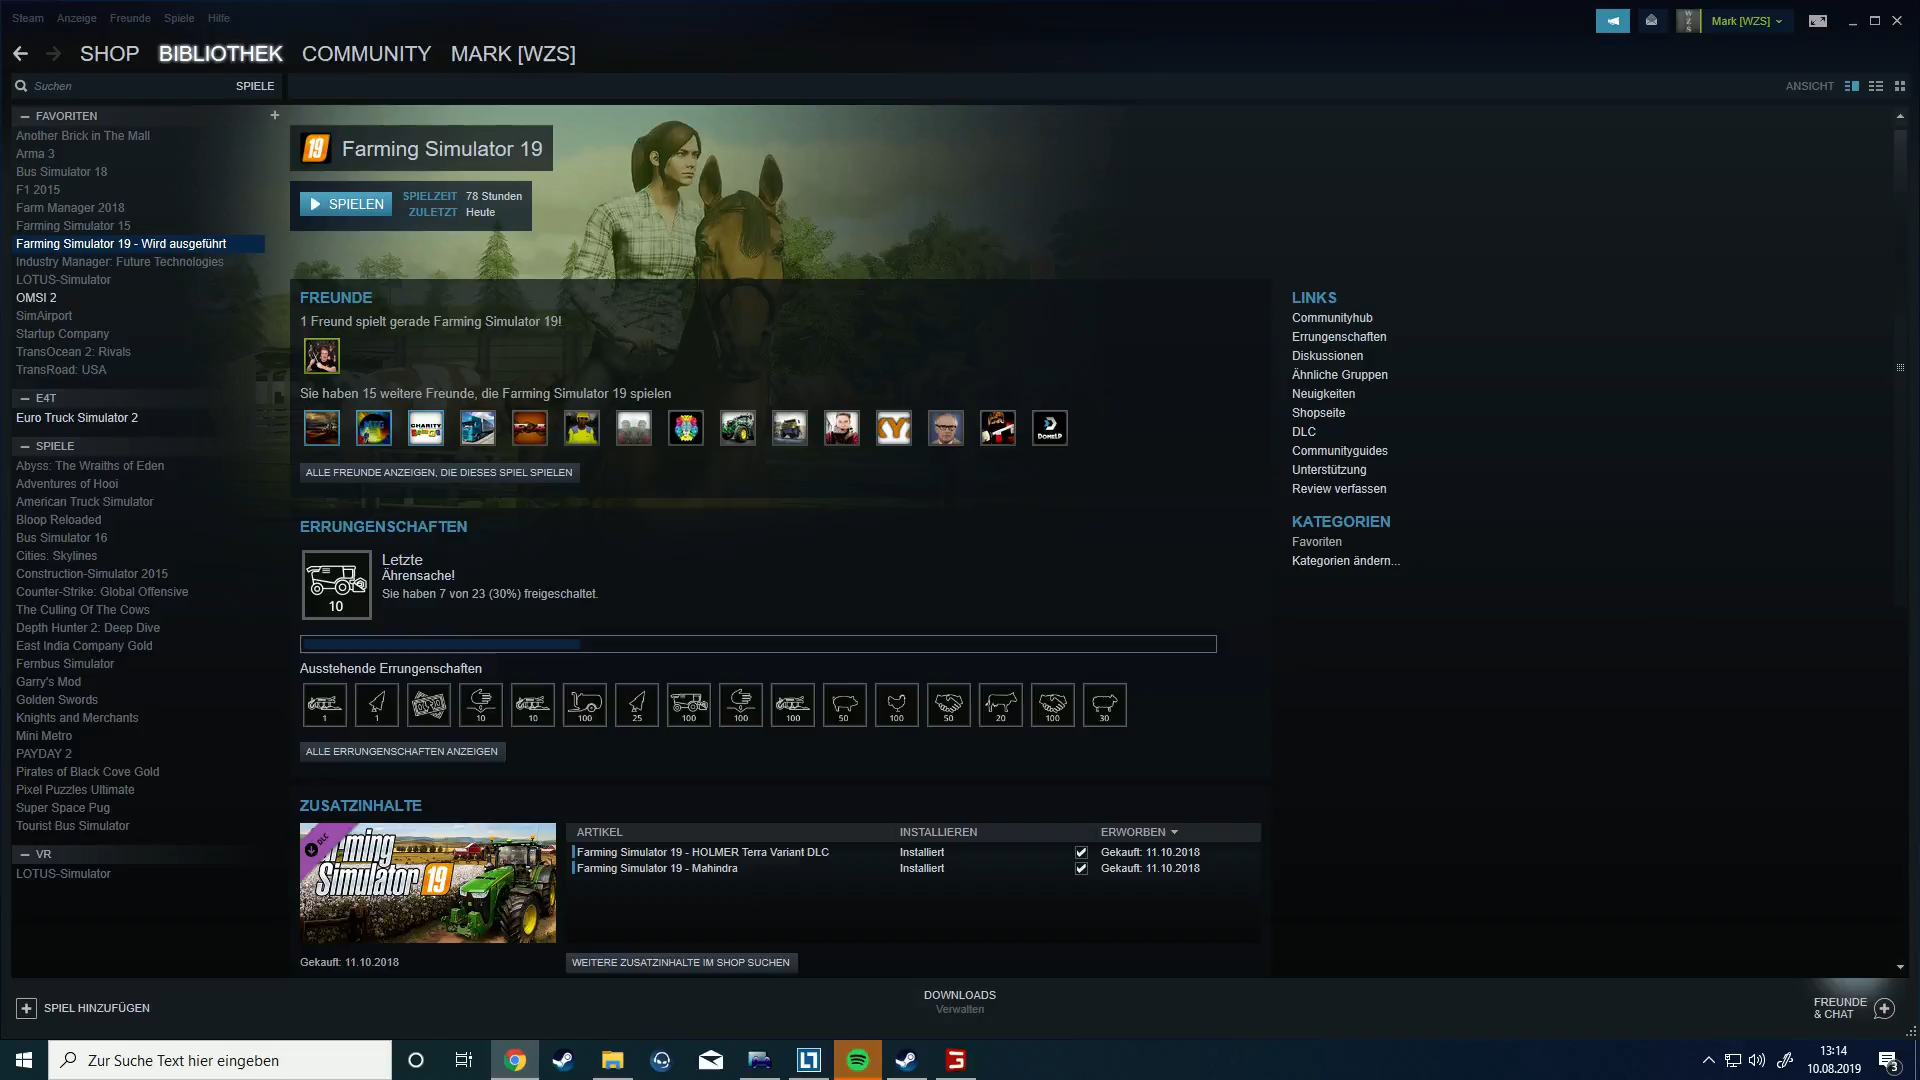 Steam Anzeige Freunde Spiele Hilfe
Mark [WZS]
SHOP BIBLIOTHEK COMMUNITY MARK [WZS]
Suchen SPIELE
ANSICHT
FAVORITEN
Another Brick in The Mall
Arma 3
Bus Simulator 18
F1 2015
Farm Manager 2018
Farming Simulator 15
Farming Simulator 19 - Wird ausgeführt
Industry Manager: Future Technologies
LOTUS-Simulator
OMSI 2
SimAirport
Startup Company
TransOcean 2: Rivals
TransRoad: USA
E4T
Euro Truck Simulator 2
SPIELE
Abyss: The Wraiths of Eden
Adventures of Hooi
American Truck Simulator
Bloop Reloaded
Bus Simulator 16
Cities: Skylines
Construction-Simulator 2015
Counter-Strike: Global Offensive
The Culling Of The Cows
Depth Hunter 2: Deep Dive
East India Company Gold
Fernbus Simulator
Garry's Mod
Golden Swords
Knights and Merchants
Mini Metro
PAYDAY 2
Pirates of Black Cove Gold
Pixel Puzzles Ultimate
Super Space Pug
Tourist Bus Simulator
VR
LOTUS-Simulator
19 Farming Simulator 19
SPIELEN
SPIELZEIT 78 Stunden
ZULETZT Heute
FREUNDE
1 Freund spielt gerade Farming Simulator 19!
Sie haben 15 weitere Freunde, die Farming Simulator 19 spielen
CHARITY
DOMELP
ALLE FREUNDE ANZEIGEN, DIE DIESES SPIEL SPIELEN
ERRUNGENSCHAFTEN
10
Letzte
Ährensache!
Sie haben 7 von 23 (30%) freigeschaltet.
Ausstehende Errungenschaften
1 1 10 10 100 25 100 100 100 50 100 50 20 100 30
ALLE ERRUNGENSCHAFTEN ANZEIGEN
ZUSATZINHALTE
DLC
Farming Simulator 19
Gekauft: 11.10.2018
ARTIKEL INSTALLIEREN ERWORBEN
Farming Simulator 19 - HOLMER Terra Variant DLC Installiert Gekauft: 11.10.2018
Farming Simulator 19 - Mahindra Installiert Gekauft: 11.10.2018
WEITERE ZUSATZINHALTE IM SHOP SUCHEN
LINKS
Communityhub
Errungenschaften
Diskussionen
Ähnliche Gruppen
Neuigkeiten
Shopseite
DLC
Communityguides
Unterstützung
Review verfassen
KATEGORIEN
Favoriten
Kategorien ändern...
SPIEL HINZUFÜGEN
DOWNLOADS
Verwalten
FREUNDE
& CHAT
Zur Suche Text hier eingeben
13:14
10.08.2019
3